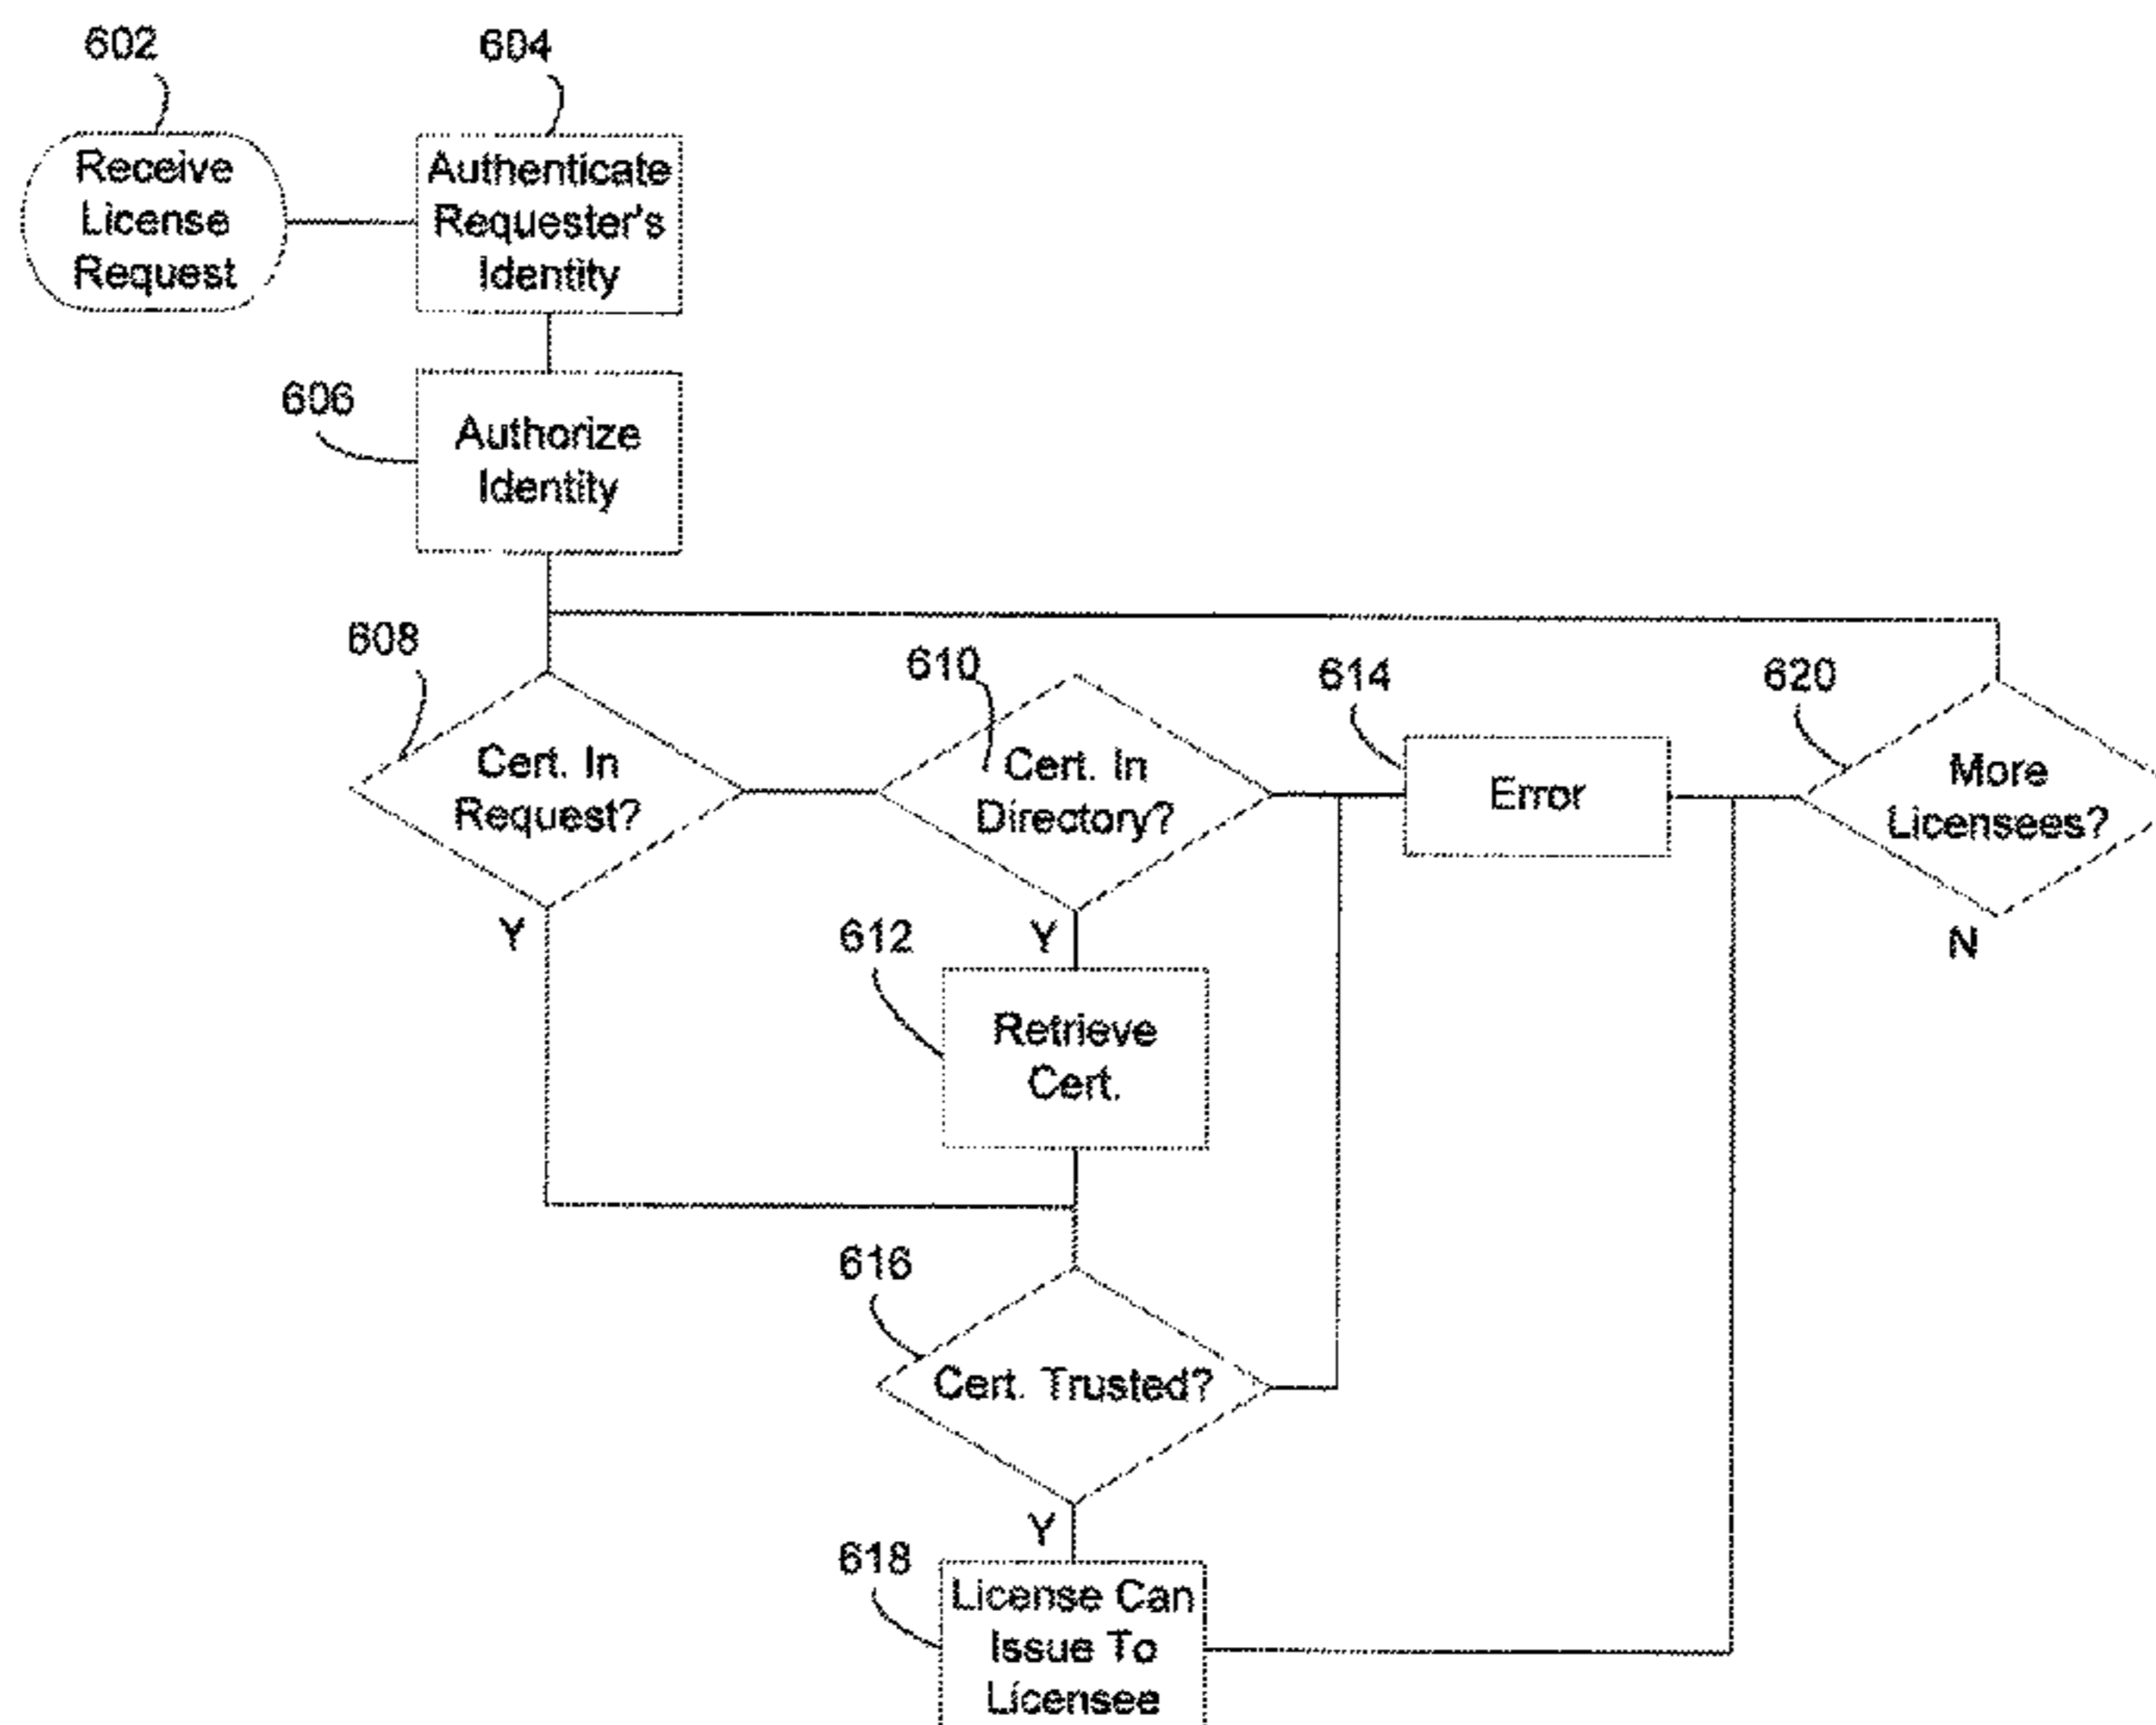 602
604
Receive
License
Request
Authenticate
Requester's
Identity
606
Authorize
Identity
608
610
614
620
Cert. In
Request?
Cert. In
Directory?
Error
More
Licensees?
Y
Y
N
612
Retrieve
Cert.
616
Cert. Trusted?
Y
618
License Can
Issue To
Licensee